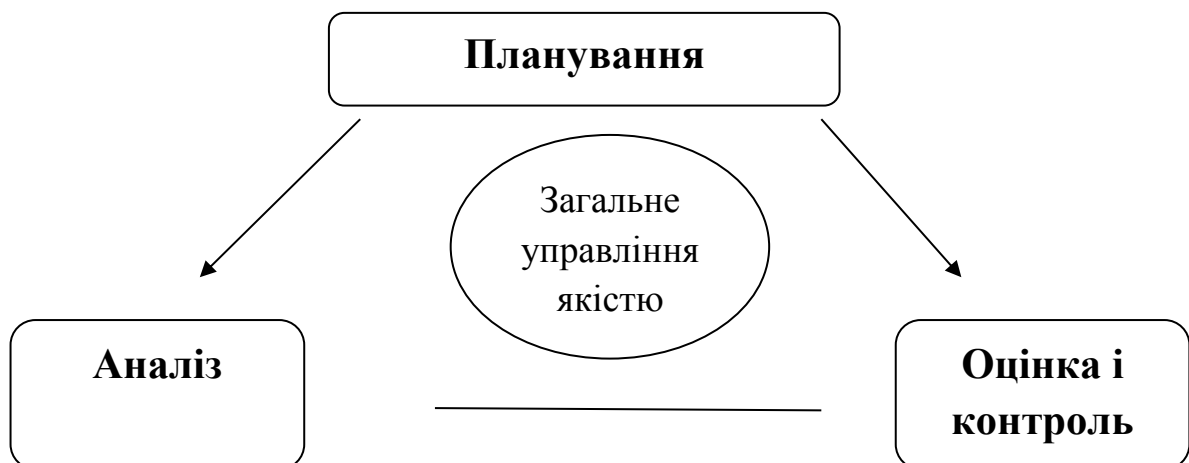 Планування
Загальне
управління
якістю
Аналіз
Оцінка і
контроль